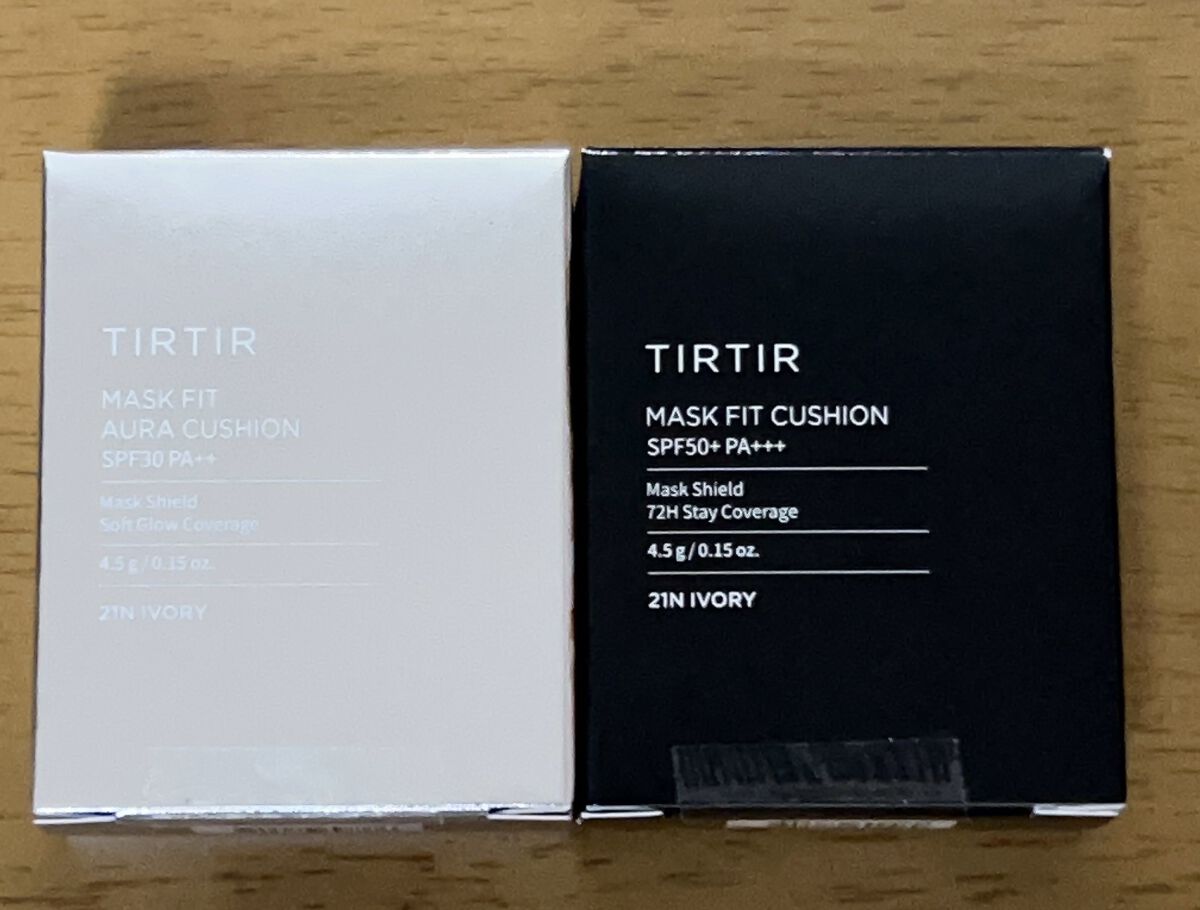 TIRTIR
MASK FIT
AURA CUSHION
SPF30 PA++
Mask Shield
Soft Glow Coverage
4.5 g / 0.15 oz.
21N IVORY
TIRTIR
MASK FIT CUSHION
SPF50+ PA+++
Mask Shield
72H Stay Coverage
4.5 g / 0.15 oz.
21N IVORY